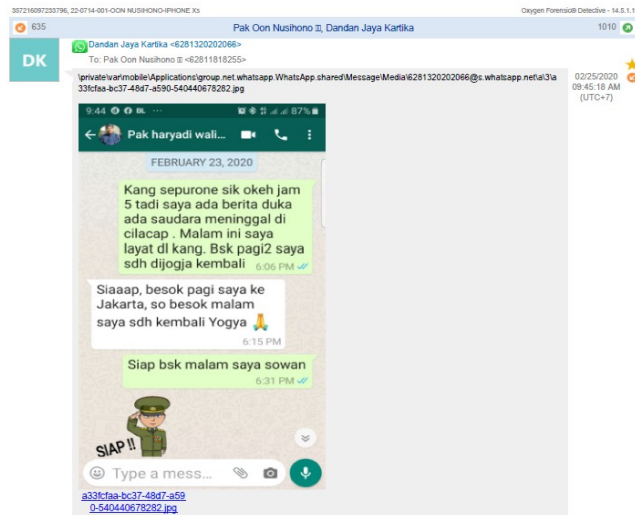 357216097233796, 22-0714-001-OON NUSIHONO-IPHONE Xs
Oxygen Forensic® Detective - 14.5.1.1
635
Pak Oon Nusihono, Dandan Jaya Kartika
1010
DK
Dandan Jaya Kartika <6281320202066>
To: Pak Oon Nusihono <62811818255>
\private\var\mobile\Applications\group.net.whatsapp.WhatsApp.shared\Message\Media\6281320202066@s.whatsapp.net\a\3\a
33fcfaa-bc37-48d7-a590-540440678282.jpg
02/25/2020
09:45:18 AM
(UTC+7)
9:44
87%
Pak haryadi wali...
FEBRUARY 23, 2020
Kang sepurone sik okeh jam
5 tadi saya ada berita duka
ada saudara meninggal di
cilacap . Malam ini saya
layat dl kang. Bsk pagi2 saya
sdh dijogja kembali
6:06 PM
Siaaap, besok pagi saya ke
Jakarta, so besok malam
saya sdh kembali Yogya
6:15 PM
Siap bsk malam saya sowan
6:31 PM
SIAP !!
Type a mess...
a33fcfaa-bc37-48d7-a59
0-540440678282.jpg